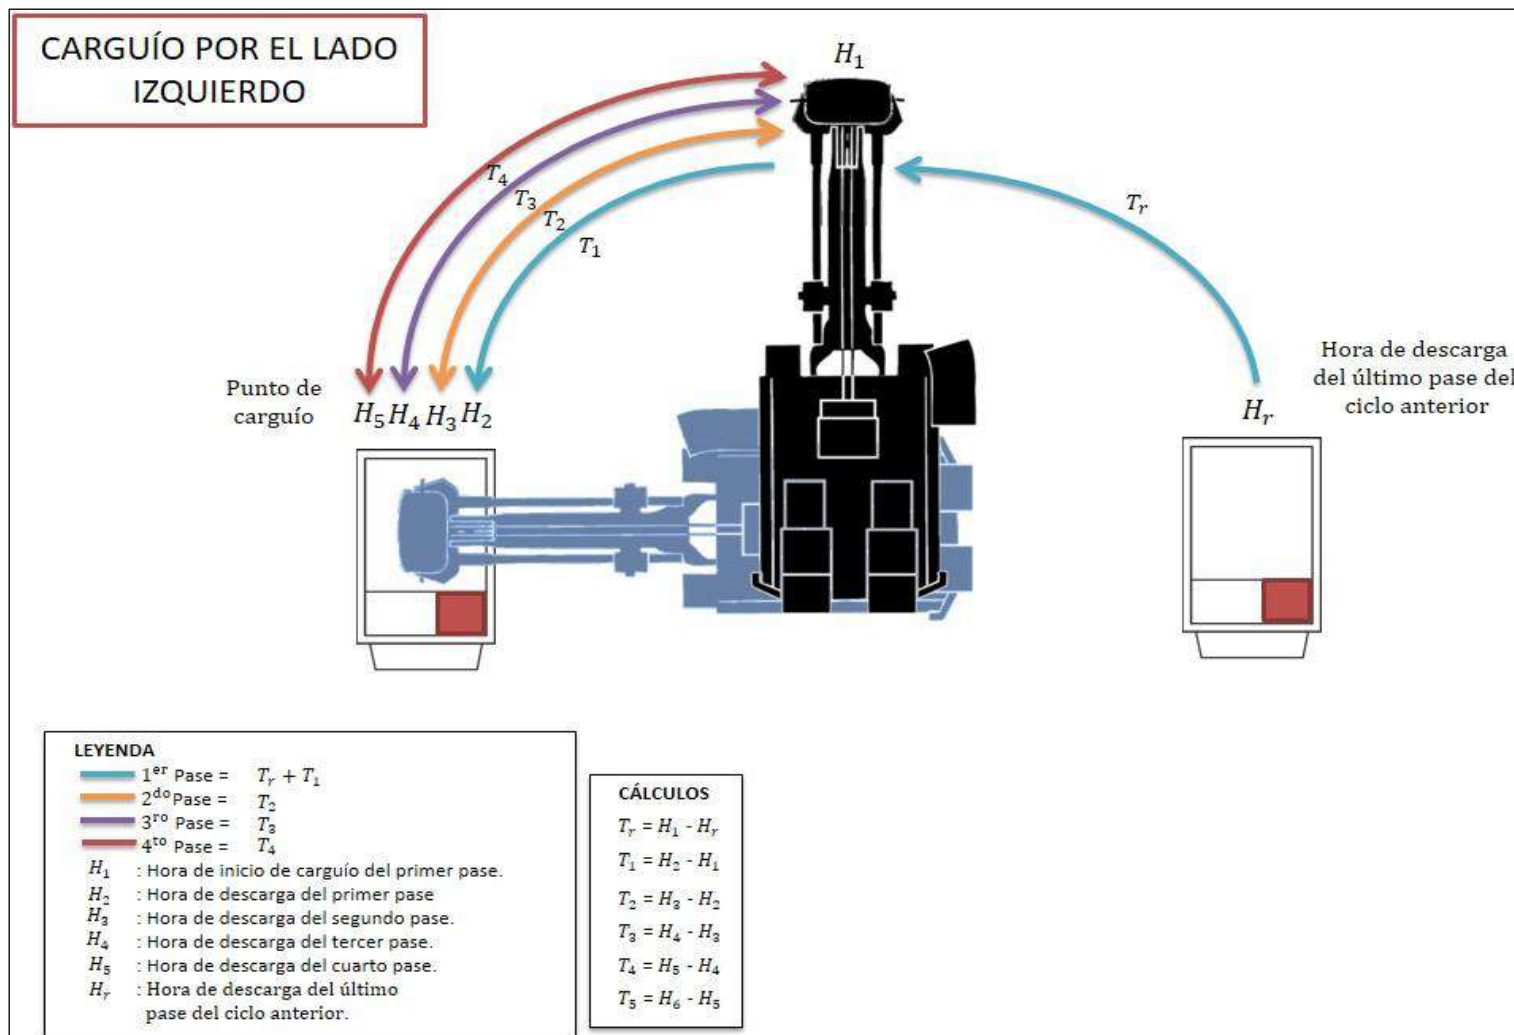 CARGUÍO POR EL LADO
IZQUIERDO
H₁
T₄
T₃
T₂
T₁
Tᵣ
Punto de
carguío
H₅ H₄ H₃ H₂
Hora de descarga
del último pase del
ciclo anterior
Hᵣ
LEYENDA
1ᵉʳ Pase = Tᵣ + T₁
2ᵈᵒ Pase = T₂
3ʳᵒ Pase = T₃
4ᵗᵒ Pase = T₄
H₁ : Hora de inicio de carguío del primer pase.
H₂ : Hora de descarga del primer pase
H₃ : Hora de descarga del segundo pase.
H₄ : Hora de descarga del tercer pase.
H₅ : Hora de descarga del cuarto pase.
Hᵣ : Hora de descarga del último
pase del ciclo anterior.
CÁLCULOS
Tᵣ = H₁ - Hᵣ
T₁ = H₂ - H₁
T₂ = H₃ - H₂
T₃ = H₄ - H₃
T₄ = H₅ - H₄
T₅ = H₆ - H₅